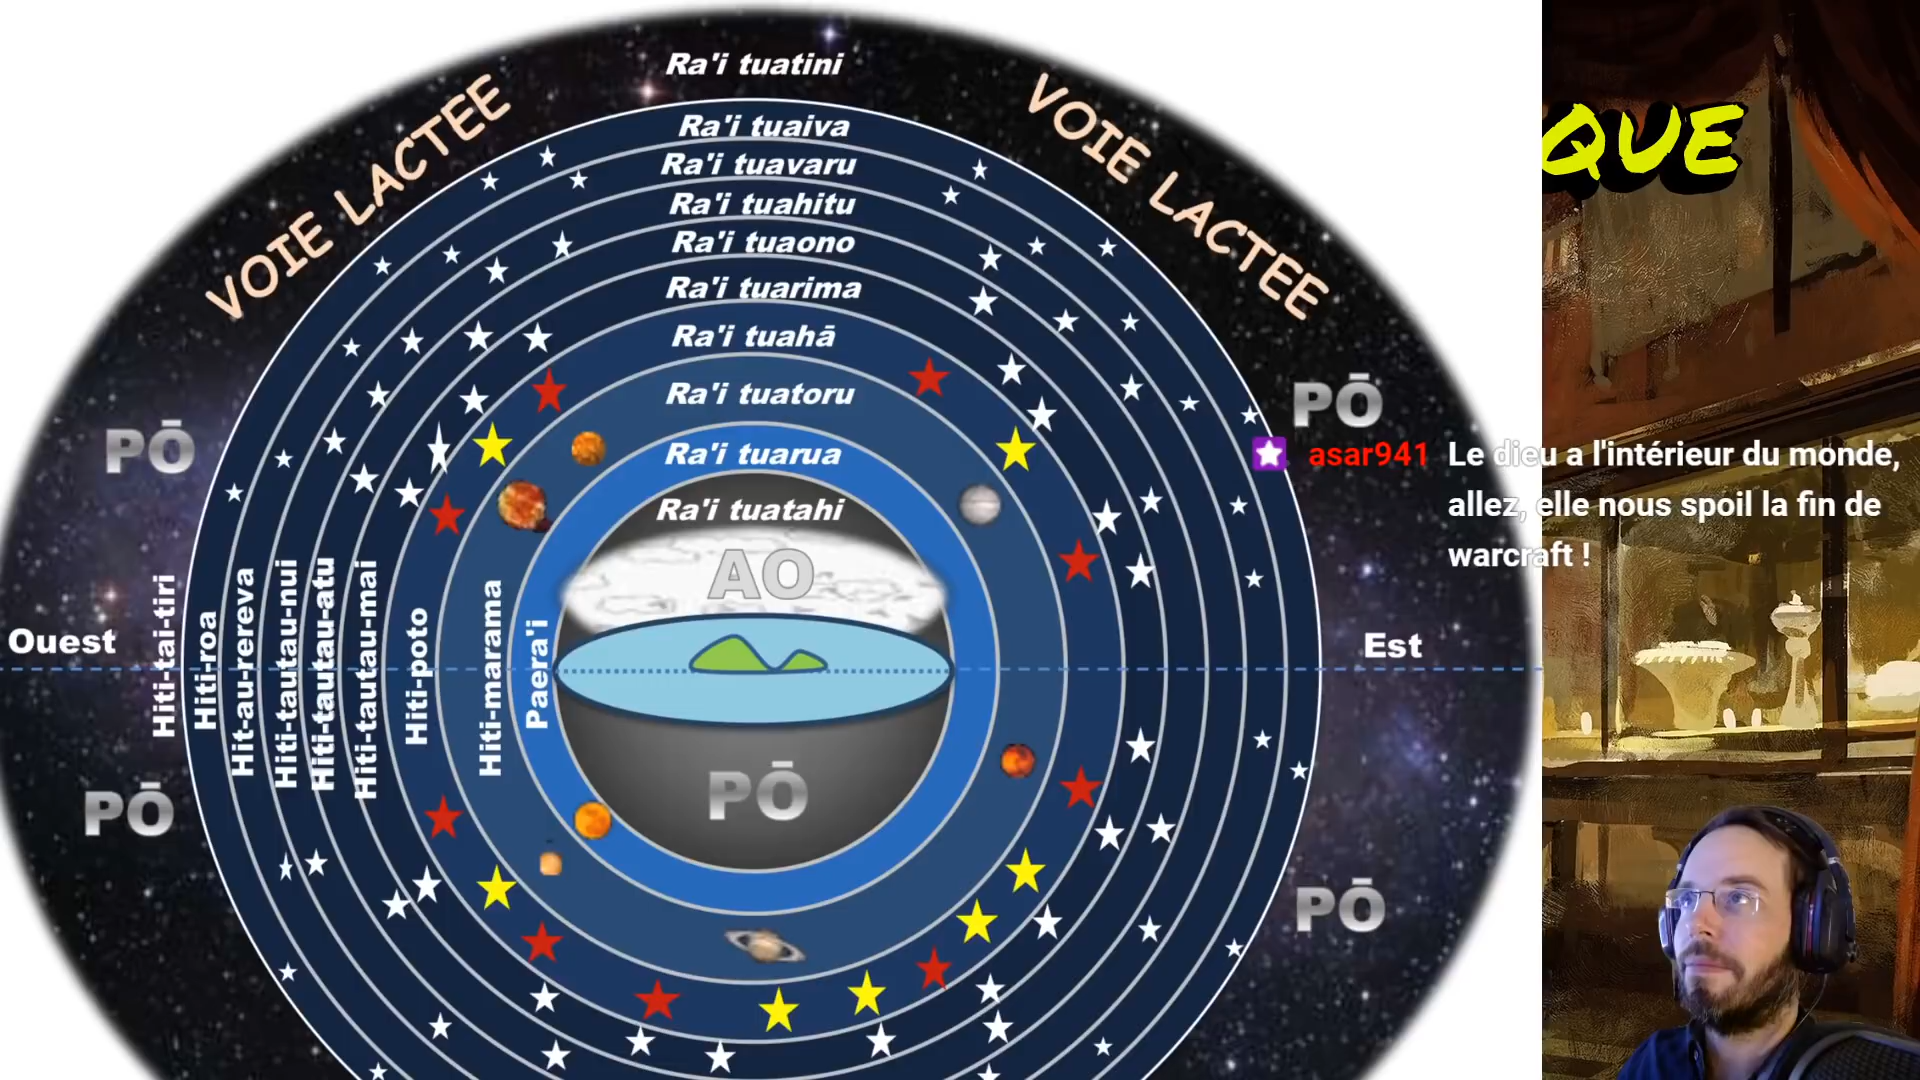 Ra'i tuatini
VOIE LACTEE
VOIE LACTEE
QUE
Ra'i tuaiva
Ra'i tuavaru
Ra'i tuahitu
Ra'i tuaono
Ra'i tuarima
Ra'i tuahā
Ra'i tuatoru
Ra'i tuarua
Ra'i tuatahi
PŌ
PŌ
asar941 Le dieu a l'intérieur du monde,
allez, elle nous spoil la fin de
warcraft !
AO
Ouest
Hiti-tai-tiri
Hiti-roa
Hit-au-rereva
Hiti-tautau-nui
Hiti-tautau-atu
Hiti-tautau-mai
Hiti-poto
Hiti-marama
Paera'i
Est
PŌ
PŌ
PŌ